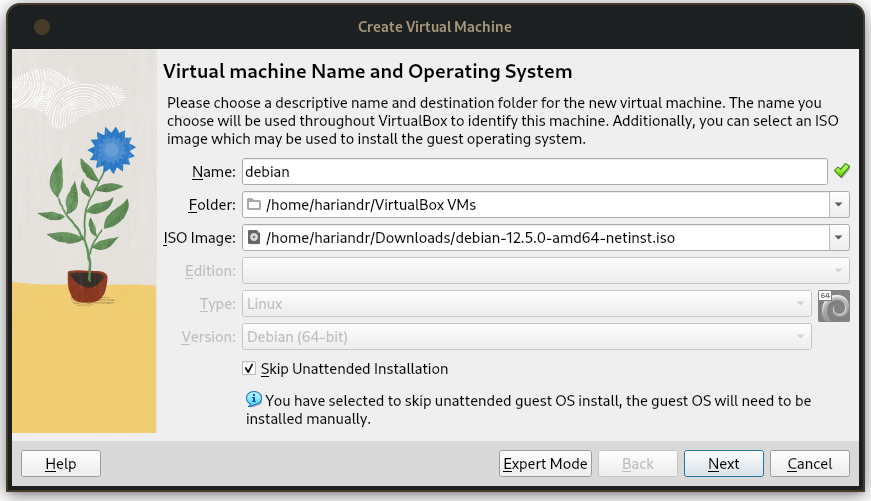 Create Virtual Machine
Virtual machine Name and Operating System
Please choose a descriptive name and destination folder for the new virtual machine. The name you
choose will be used throughout VirtualBox to identify this machine. Additionally, you can select an ISO
image which may be used to install the guest operating system.
Name: debian
Folder: /home/hariandr/VirtualBox VMs
ISO Image: /home/hariandr/Downloads/debian-12.5.0-amd64-netinst.iso
Edition:
Type: Linux 64
Version: Debian (64-bit)
Skip Unattended Installation
You have selected to skip unattended guest OS install, the guest OS will need to be
installed manually.
Help Expert Mode Back Next Cancel